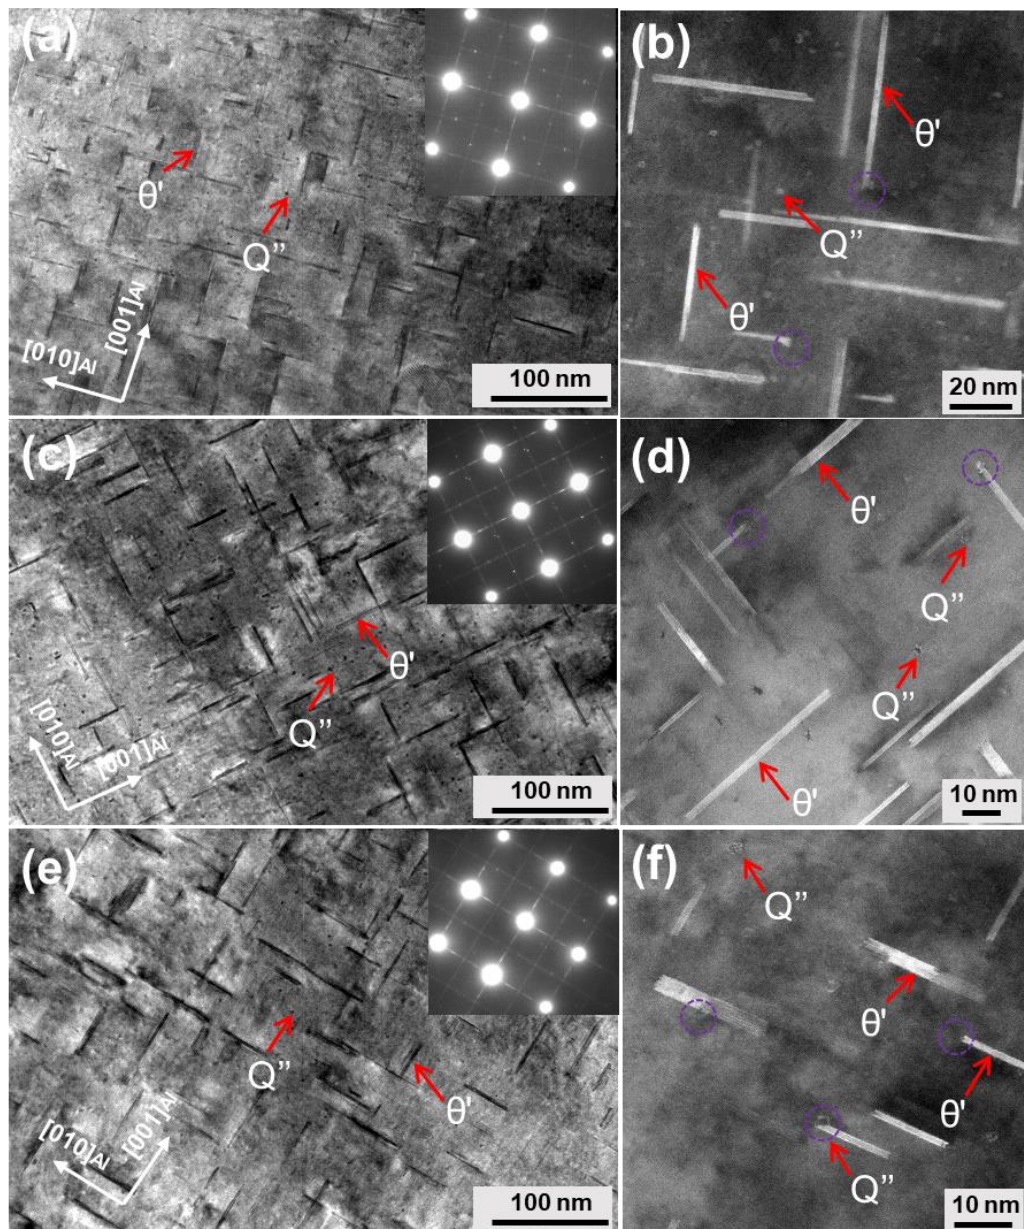 (a)
θ'
Q”
[001]Al
[010]Al
100 nm
(b)
θ'
Q”
θ'
20 nm
(c)
θ'
Q”
[010]Al
[001]Al
100 nm
(d)
θ'
Q”
Q”
θ'
10 nm
(e)
Q”
θ'
[010]Al
[001]Al
100 nm
(f)
Q”
θ'
θ'
Q”
10 nm